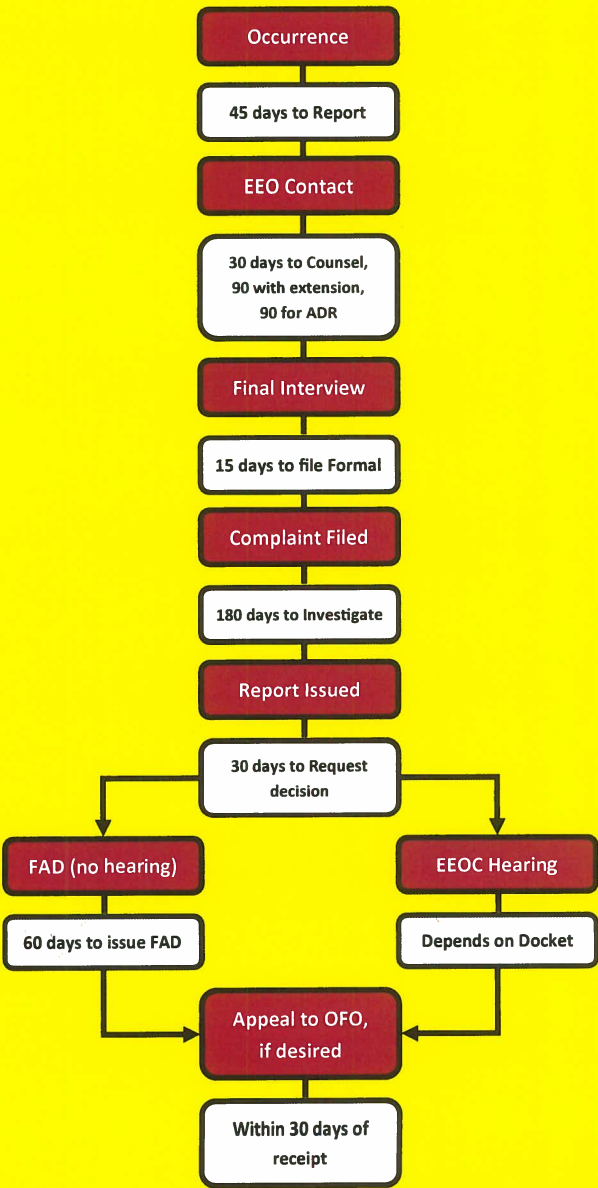 Occurrence
45 days to Report
EEO Contact
30 days to Counsel,
90 with extension,
90 for ADR
Final Interview
15 days to file Formal
Complaint Filed
180 days to Investigate
Report Issued
30 days to Request
decision
FAD (no hearing)
EEOC Hearing
60 days to issue FAD
Depends on Docket
Appeal to OFO,
if desired
Within 30 days of
receipt